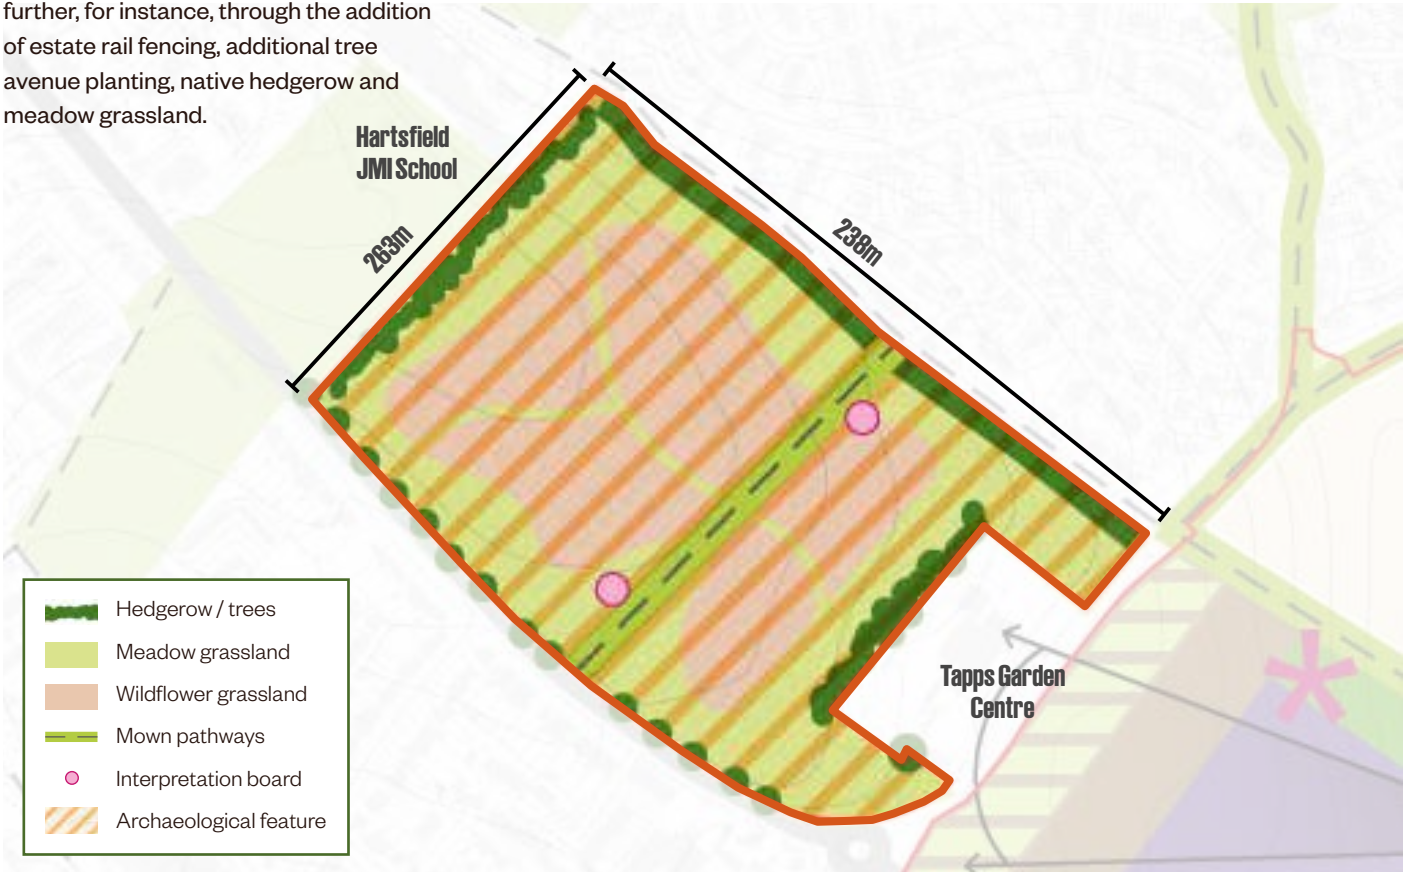 further, for instance, through the addition
of estate rail fencing, additional tree
avenue planting, native hedgerow and
meadow grassland.
Hartsfield
JMI School
263m
238m
Tapps Garden
Centre
Hedgerow / trees
Meadow grassland
Wildflower grassland
Mown pathways
Interpretation board
Archaeological feature